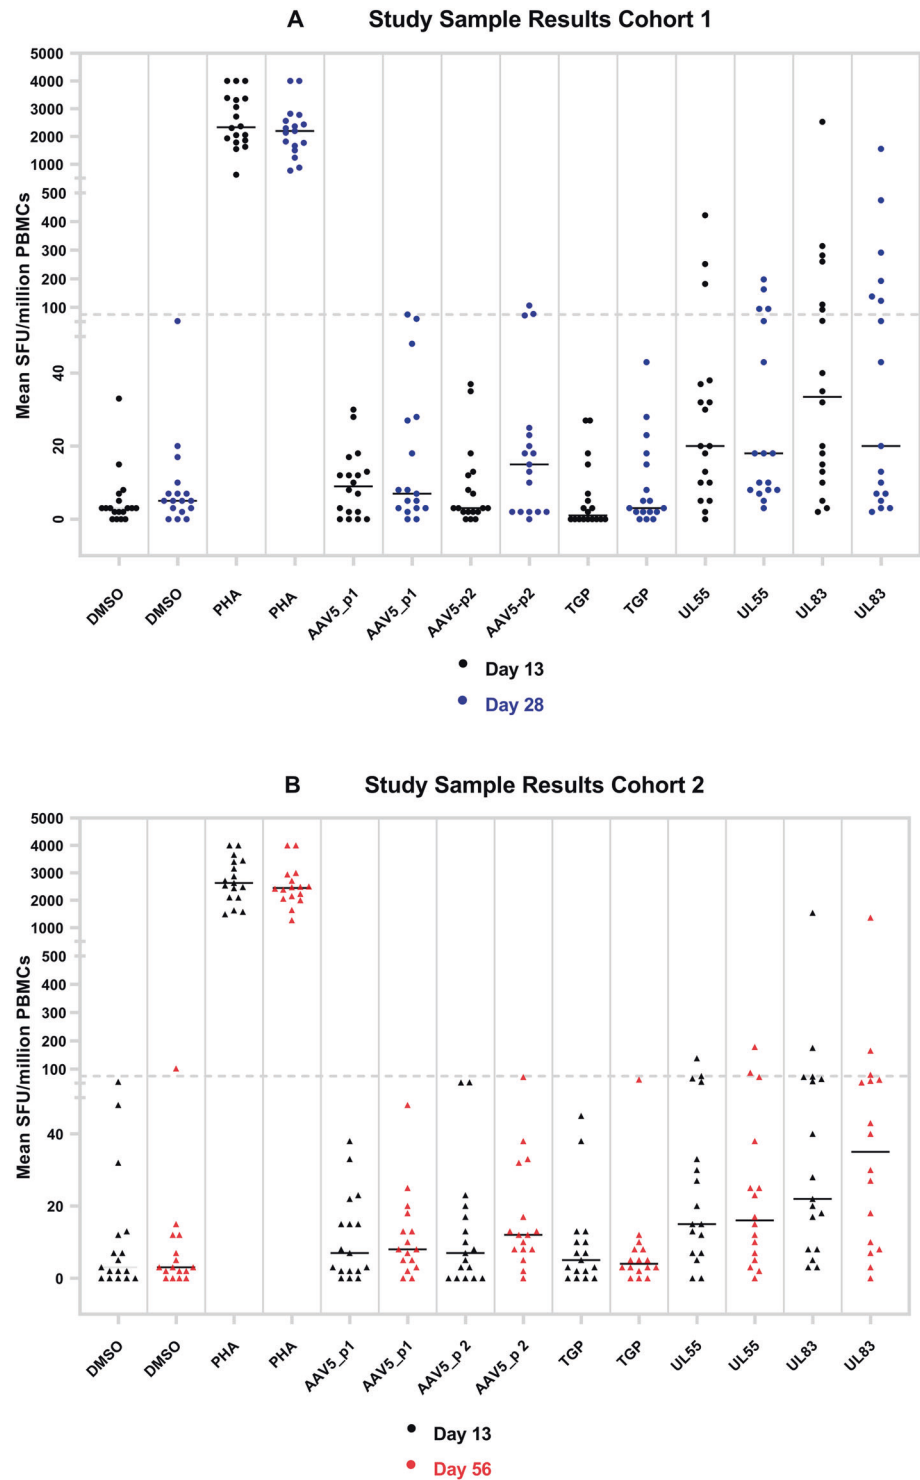 A Study Sample Results Cohort 1
Mean SFU/million PBMCs
5000
4000
3000
2000
1000
500
400
300
200
100
40
20
0
DMSO DMSO PHA PHA AAV5_p1 AAV5_p1 AAV5-p2 AAV5-p2 TGP TGP UL55 UL55 UL83 UL83
Day 13
Day 28
B Study Sample Results Cohort 2
Mean SFU/million PBMCs
5000
4000
3000
2000
1000
500
400
300
200
100
40
20
0
DMSO DMSO PHA PHA AAV5_p1 AAV5_p1 AAV5_p2 AAV5_p2 TGP TGP UL55 UL55 UL83 UL83
Day 13
Day 56